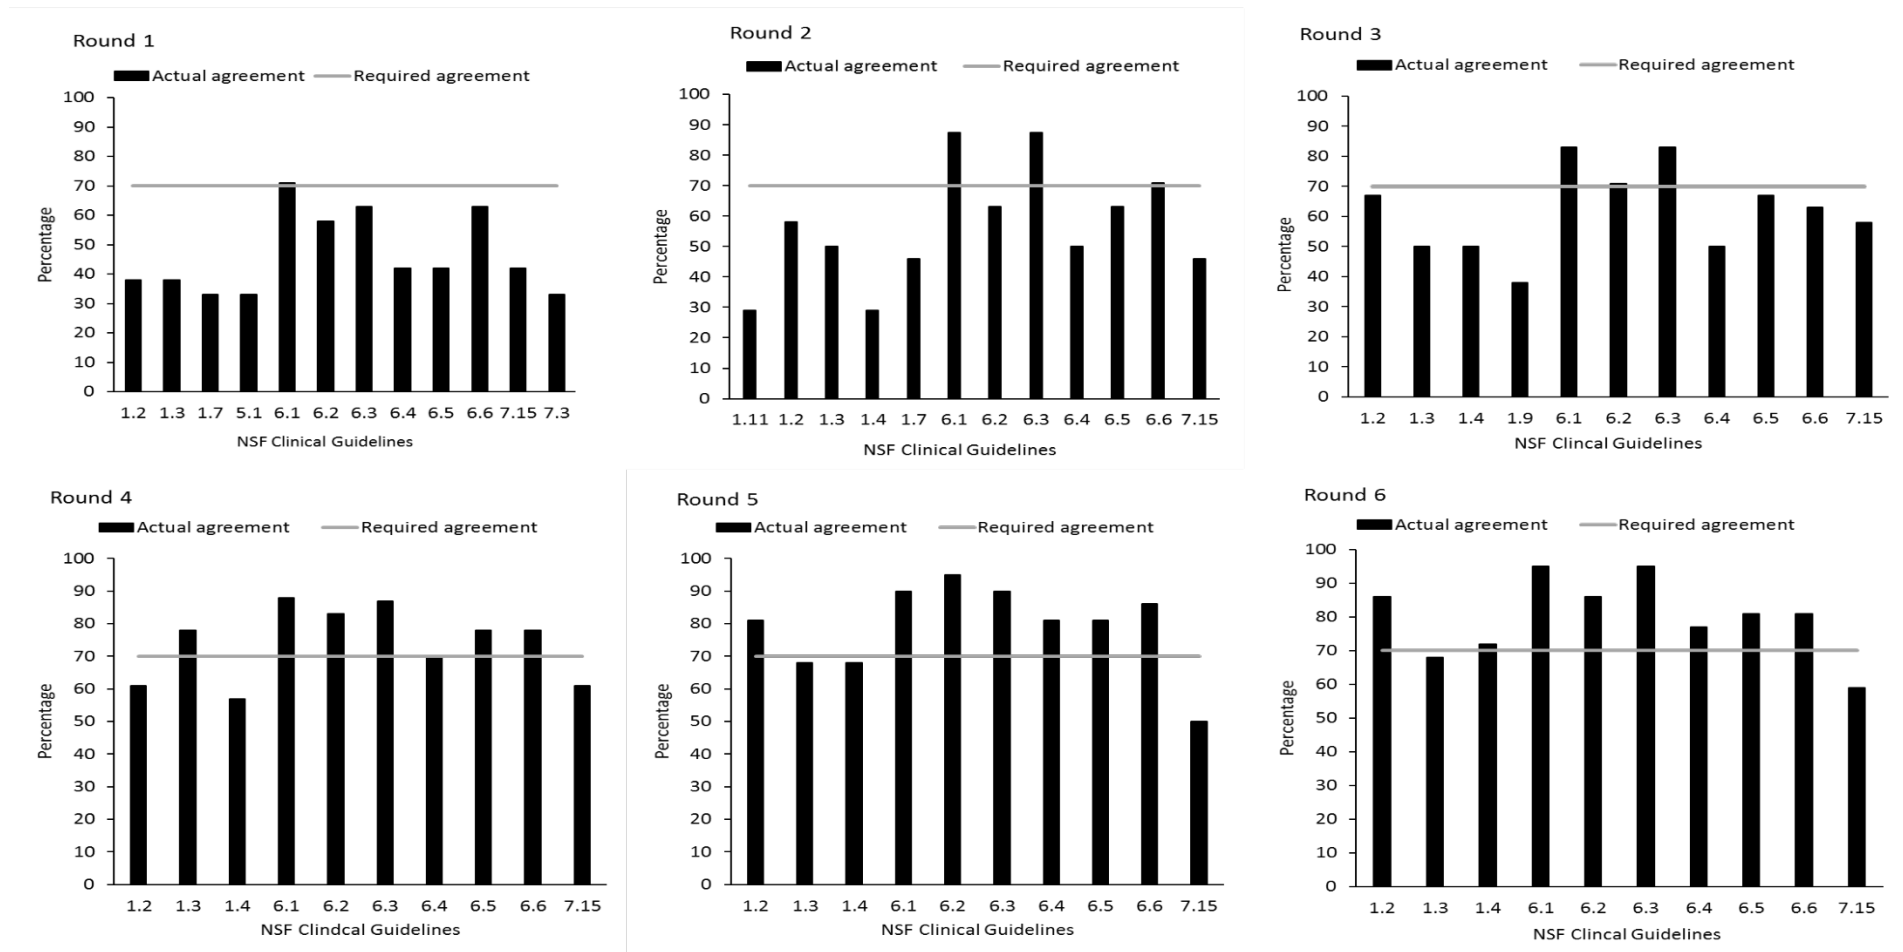 Round 1
Actual agreement Required agreement
100
90
80
70
60
50
40
30
20
10
0
Percentage
1.2 1.3 1.7 5.1 6.1 6.2 6.3 6.4 6.5 6.6 7.15 7.3
NSF Clinical Guidelines
Round 2
Actual agreement Required agreement
100
90
80
70
60
50
40
30
20
10
0
Percentage
1.11 1.2 1.3 1.4 1.7 6.1 6.2 6.3 6.4 6.5 6.6 7.15
NSF Clinical Guidelines
Round 3
Actual agreement Required agreement
100
90
80
70
60
50
40
30
20
10
0
Percentage
1.2 1.3 1.4 1.9 6.1 6.2 6.3 6.4 6.5 6.6 7.15
NSF Clincal Guidelines
Round 4
Actual agreement Required agreement
100
90
80
70
60
50
40
30
20
10
0
Percentage
1.2 1.3 1.4 6.1 6.2 6.3 6.4 6.5 6.6 7.15
NSF Clindcal Guidelines
Round 5
Actual agreement Required agreement
100
90
80
70
60
50
40
30
20
10
0
Percentage
1.2 1.3 1.4 6.1 6.2 6.3 6.4 6.5 6.6 7.15
NSF Clinical Guidelines
Round 6
Actual agreement Required agreement
100
90
80
70
60
50
40
30
20
10
0
Percentage
1.2 1.3 1.4 6.1 6.2 6.3 6.4 6.5 6.6 7.15
NSF Clinical Guidelines